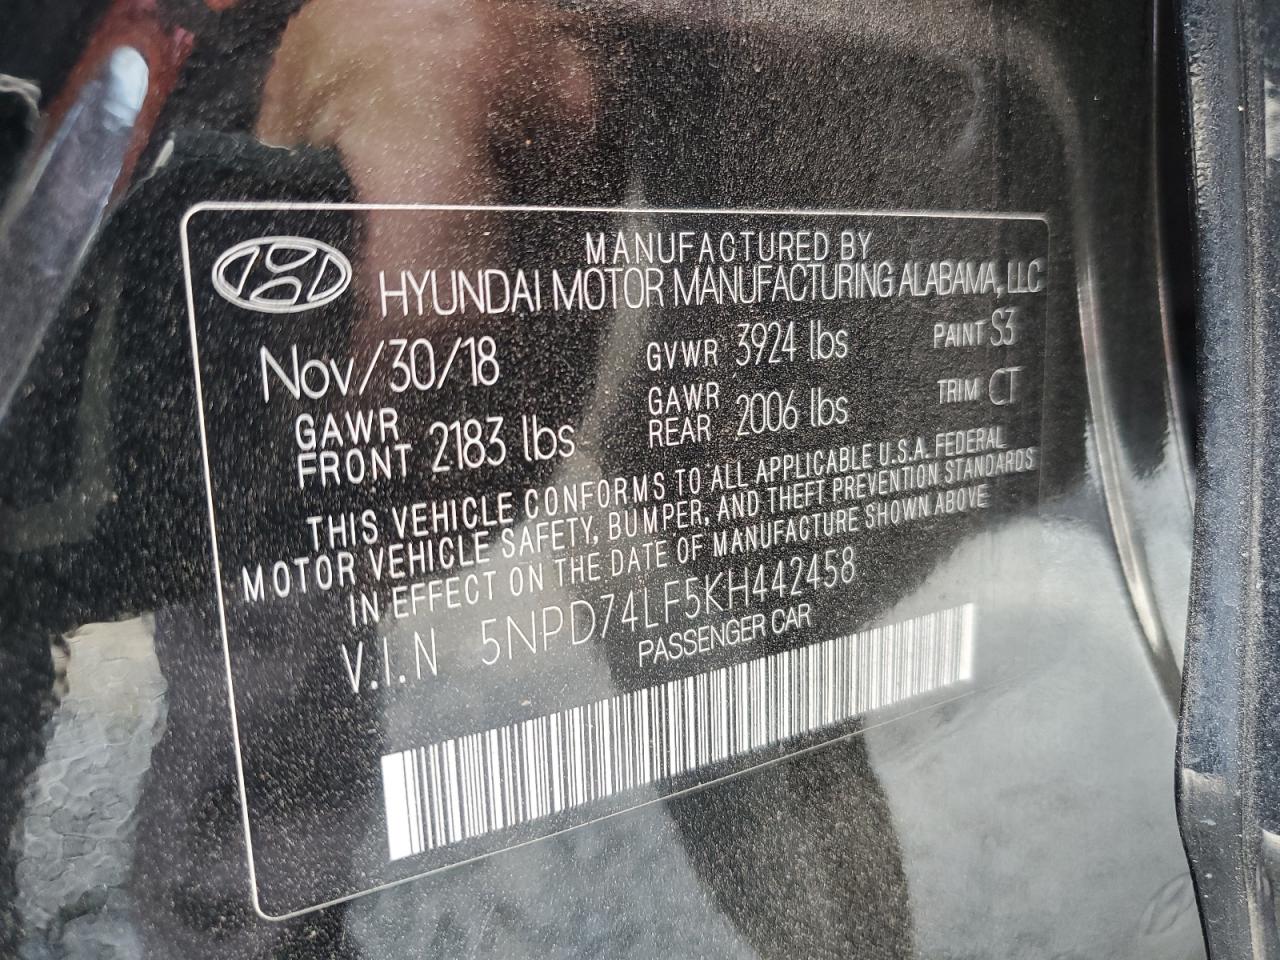 MANUFACTURED BY
HYUNDAI MOTOR MANUFACTURING ALABAMA, LLC
Nov/30/18 GVWR 3924 lbs PAINT S3
GAWR FRONT 2183 lbs GAWR REAR 2006 lbs TRIM CT
THIS VEHICLE CONFORMS TO ALL APPLICABLE U.S.A. FEDERAL
MOTOR VEHICLE SAFETY, BUMPER, AND THEFT PREVENTION STANDARDS
IN EFFECT ON THE DATE OF MANUFACTURE SHOWN ABOVE
V.I.N 5NPD74LF5KH442458
PASSENGER CAR